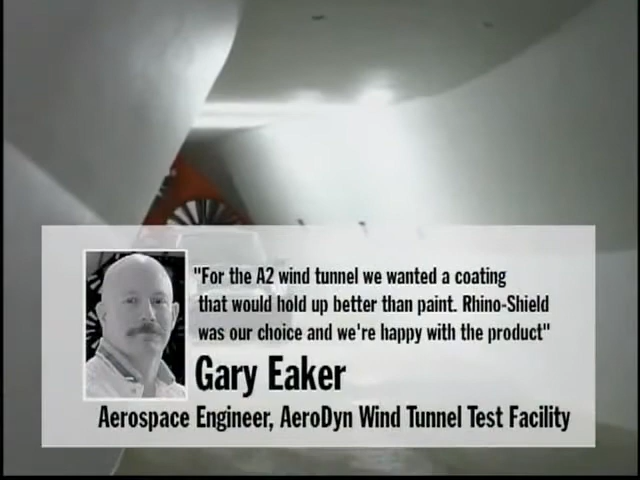 "For the A2 wind tunnel we wanted a coating
that would hold up better than paint. Rhino-Shield
was our choice and we're happy with the product"
Gary Eaker
Aerospace Engineer, AeroDyn Wind Tunnel Test Facility